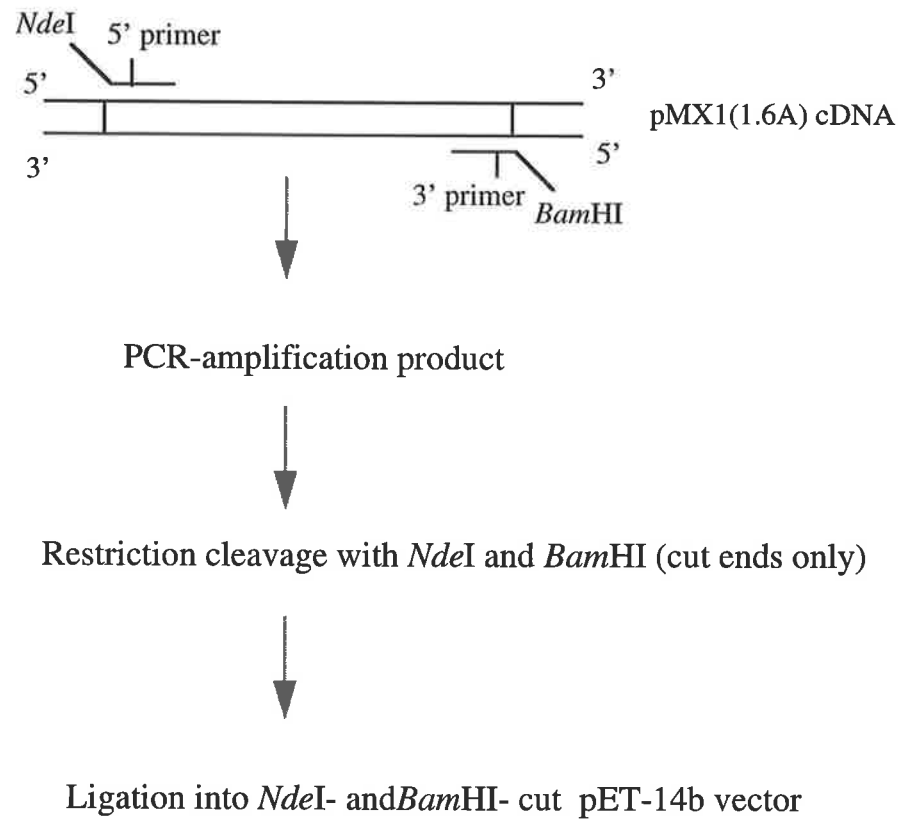 NdeI
5’ primer
5’
3’
pMX1(1.6A) cDNA
3’
5’
3’ primer
BamHI
PCR-amplification product
Restriction cleavage with NdeI and BamHI (cut ends only)
Ligation into NdeI- andBamHI- cut pET-14b vector